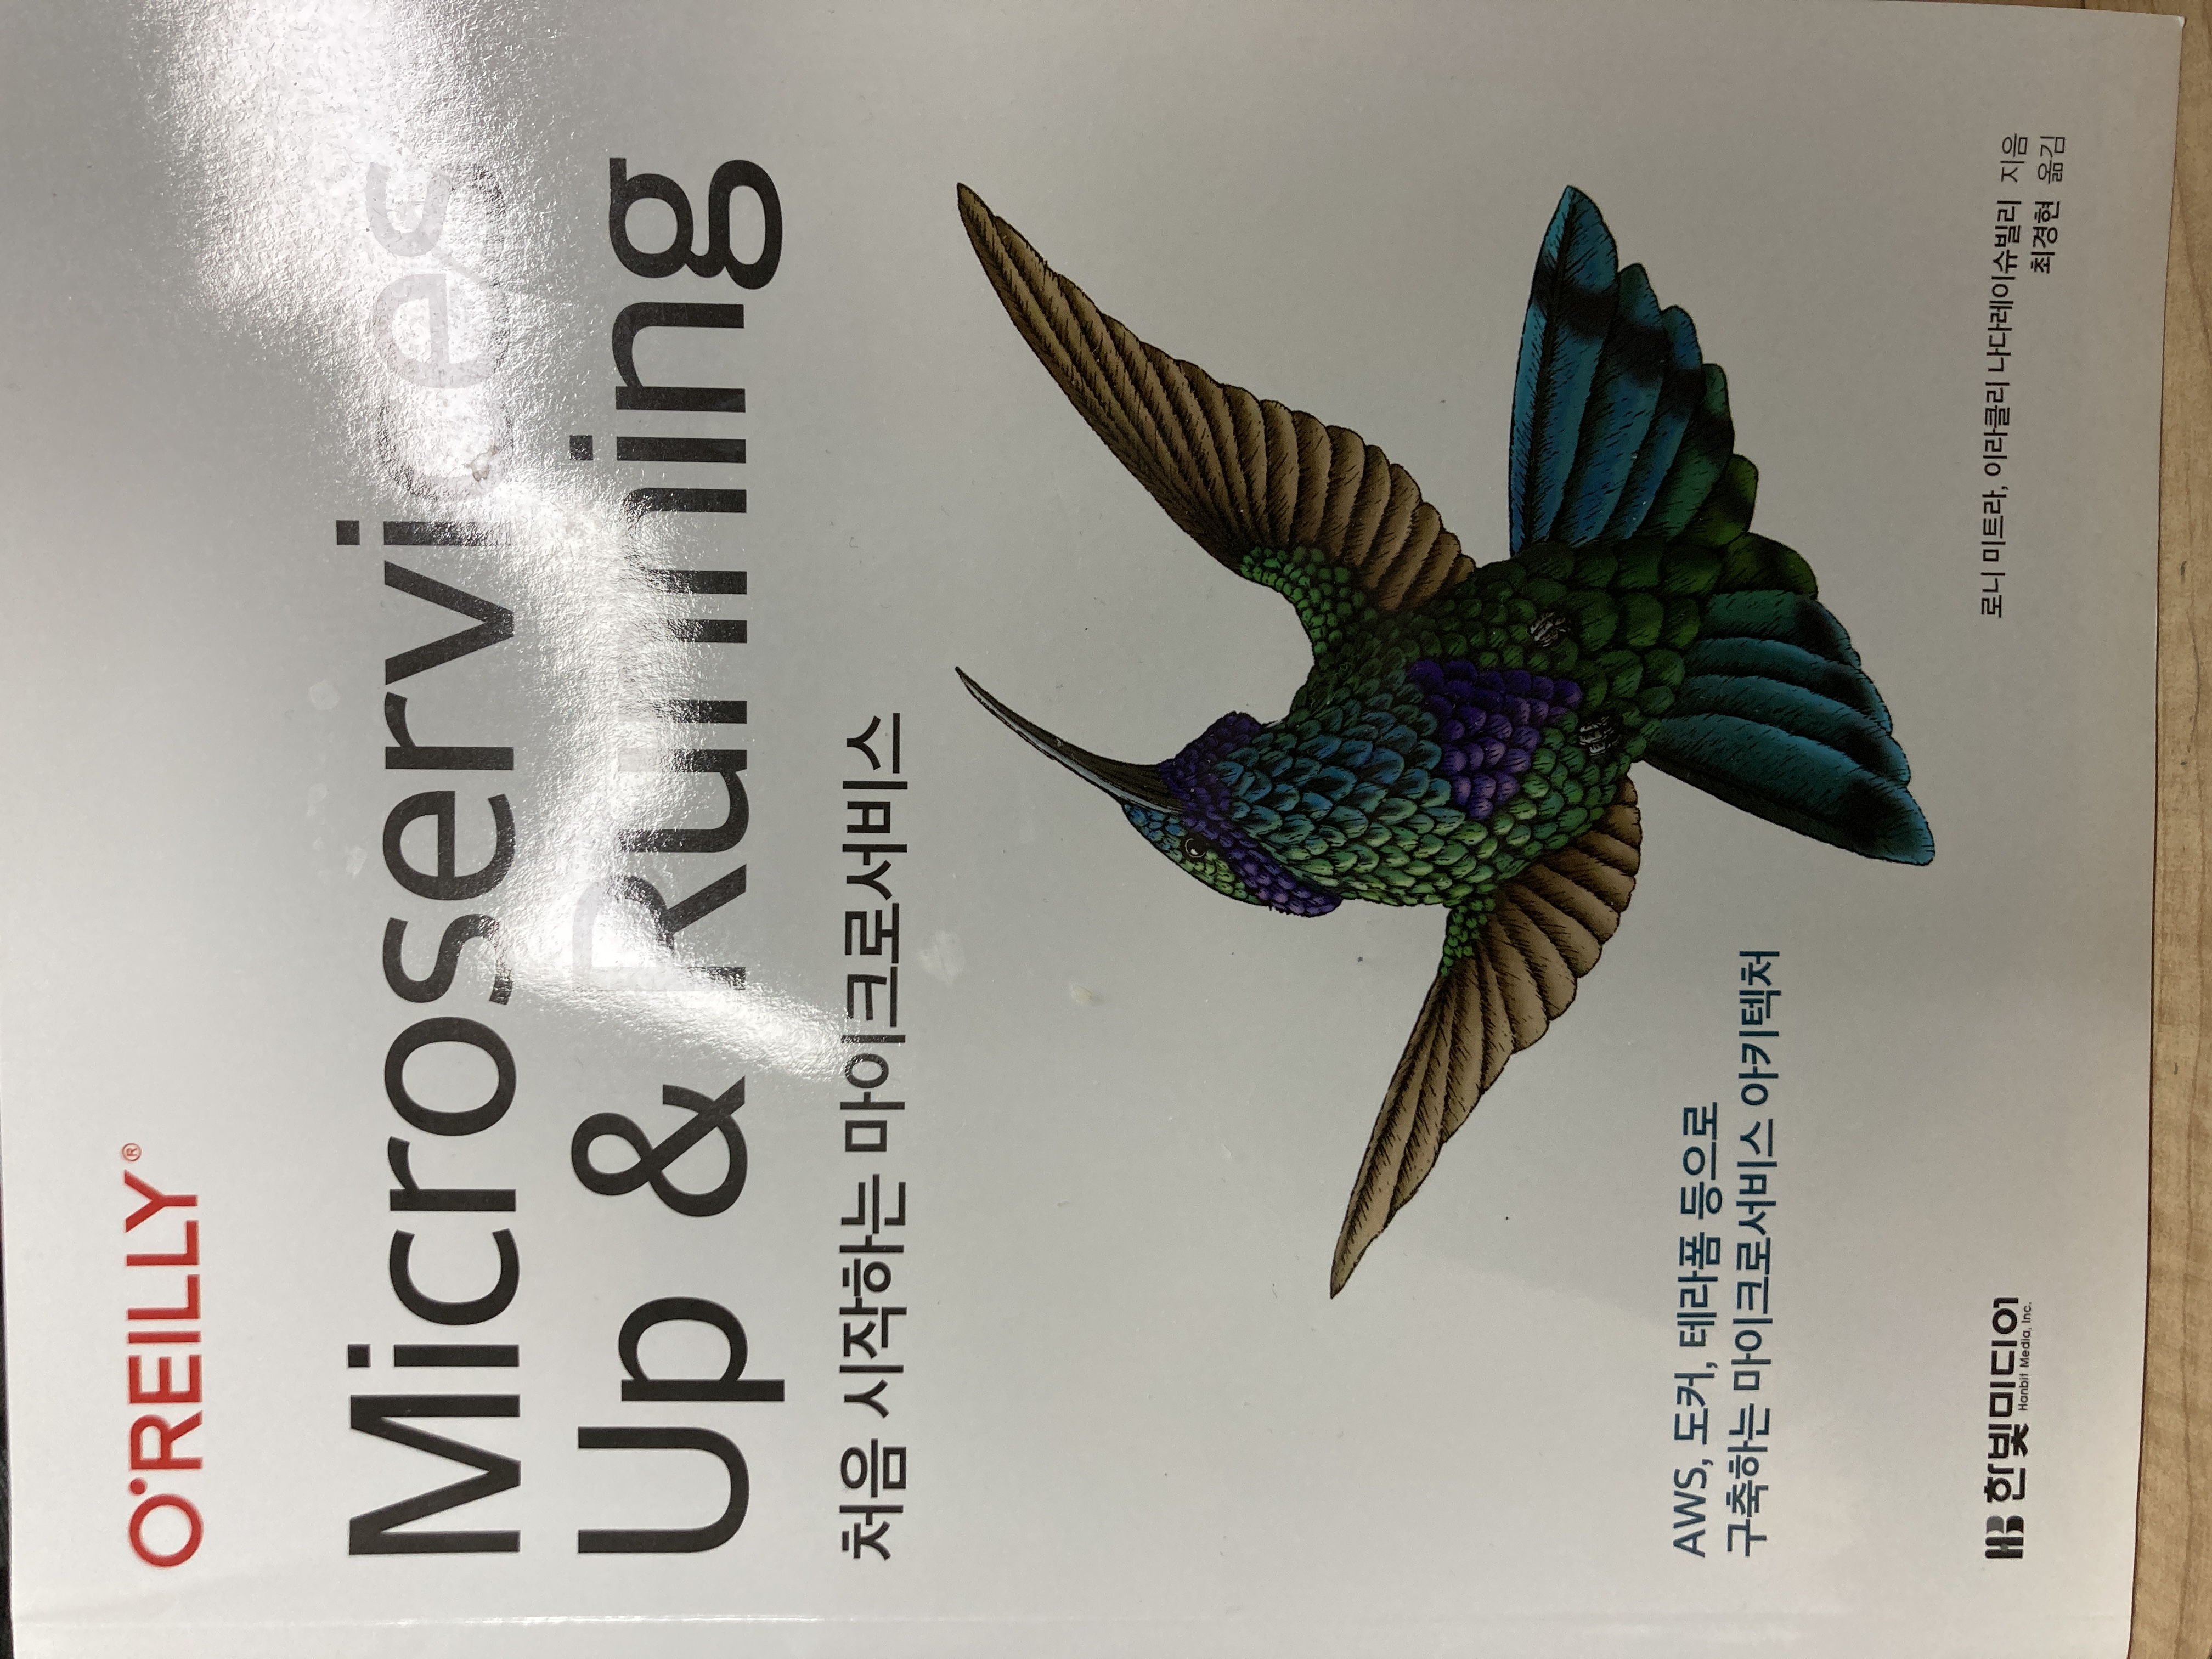 O'REILLY®
Microservices
Up & Running
처음 시작하는 마이크로서비스
AWS, 도커, 테라폼 등으로
구축하는 마이크로서비스 아키텍처
HB 한빛미디어
Hanbit Media, Inc.
로니 미트라, 이라클리 나다레이슈빌리 지음
최경현 옮김